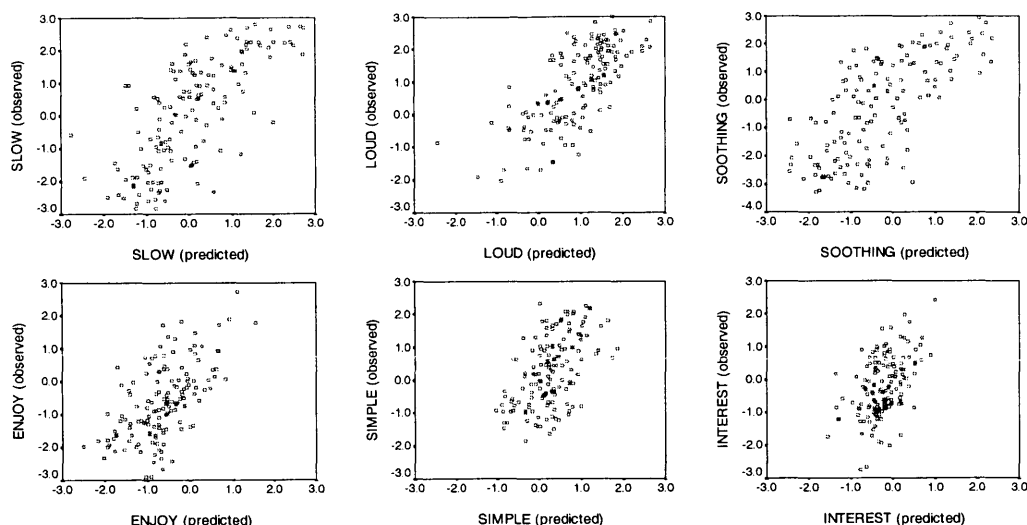 3.0
2.0
1.0
0.0
-1.0
-2.0
-3.0
SLOW (observed)
-3.0 -2.0 -1.0 0.0 1.0 2.0 3.0
SLOW (predicted)
3.0
2.0
1.0
0.0
-1.0
-2.0
-3.0
LOUD (observed)
-3.0 -2.0 -1.0 0.0 1.0 2.0 3.0
LOUD (predicted)
3.0
2.0
1.0
0.0
-1.0
-2.0
-3.0
-4.0
SOOTHING (observed)
-3.0 -2.0 -1.0 0.0 1.0 2.0 3.0
SOOTHING (predicted)
3.0
2.0
1.0
0.0
-1.0
-2.0
-3.0
ENJOY (observed)
-3.0 -2.0 -1.0 0.0 1.0 2.0 3.0
ENJOY (predicted)
3.0
2.0
1.0
0.0
-1.0
-2.0
-3.0
SIMPLE (observed)
-3.0 -2.0 -1.0 0.0 1.0 2.0 3.0
SIMPLE (predicted)
3.0
2.0
1.0
0.0
-1.0
-2.0
-3.0
INTEREST (observed)
-3.0 -2.0 -1.0 0.0 1.0 2.0 3.0
INTEREST (predicted)